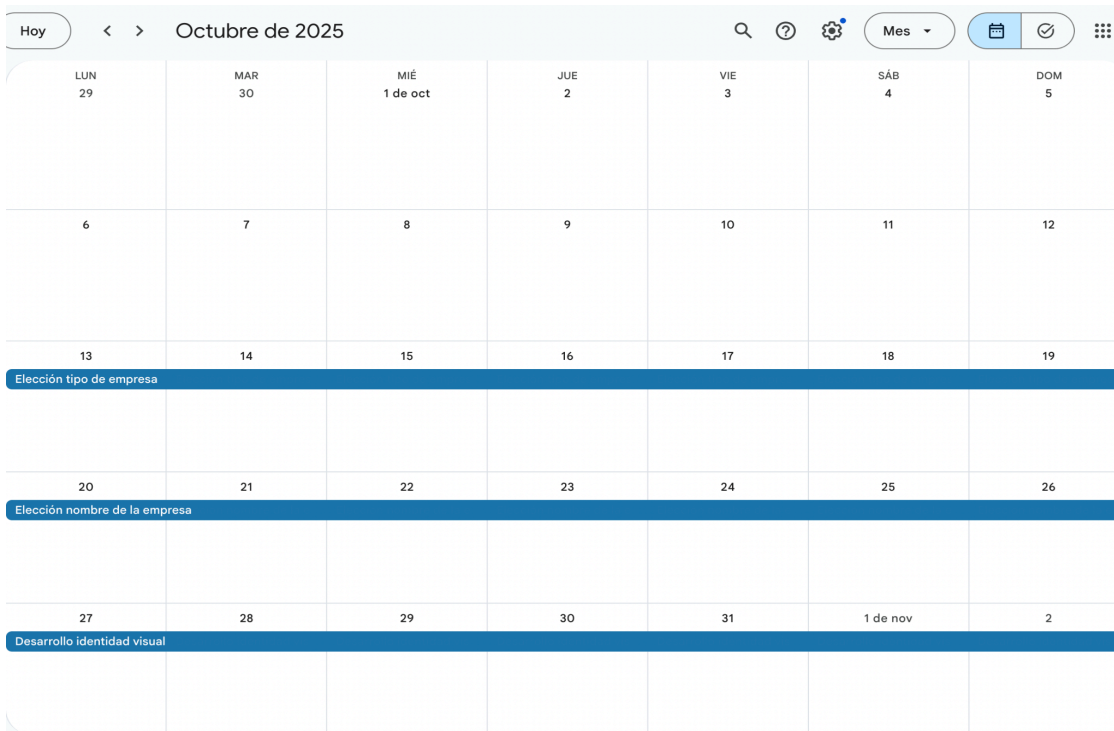 Hoy
Octubre de 2025
Mes
LUN MAR MIÉ JUE VIE SÁB DOM
29 30 1 de oct 2 3 4 5
6 7 8 9 10 11 12
13 14 15 16 17 18 19
Elección tipo de empresa
20 21 22 23 24 25 26
Elección nombre de la empresa
27 28 29 30 31 1 de nov 2
Desarrollo identidad visual